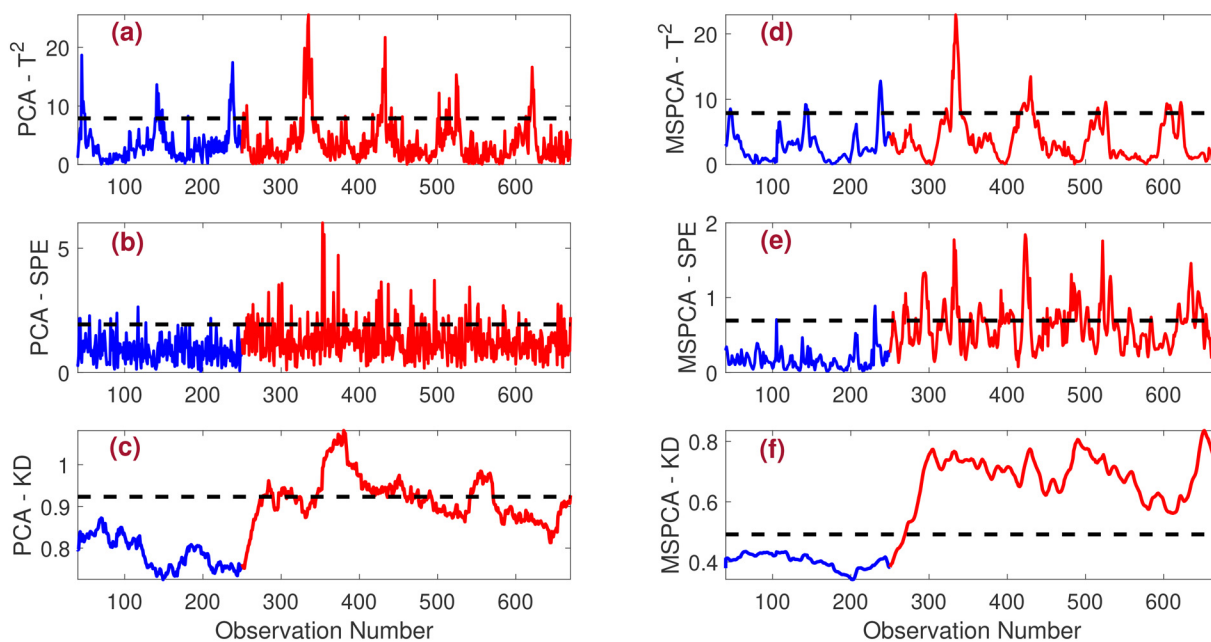 (a)
PCA - T²
20
10
0
100 200 300 400 500 600
(b)
PCA - SPE
5
0
100 200 300 400 500 600
(c)
PCA - KD
1
0.9
0.8
100 200 300 400 500 600
Observation Number
(d)
MSPCA - T²
20
10
0
100 200 300 400 500 600
(e)
MSPCA - SPE
2
1
0
100 200 300 400 500 600
(f)
MSPCA - KD
0.8
0.6
0.4
100 200 300 400 500 600
Observation Number